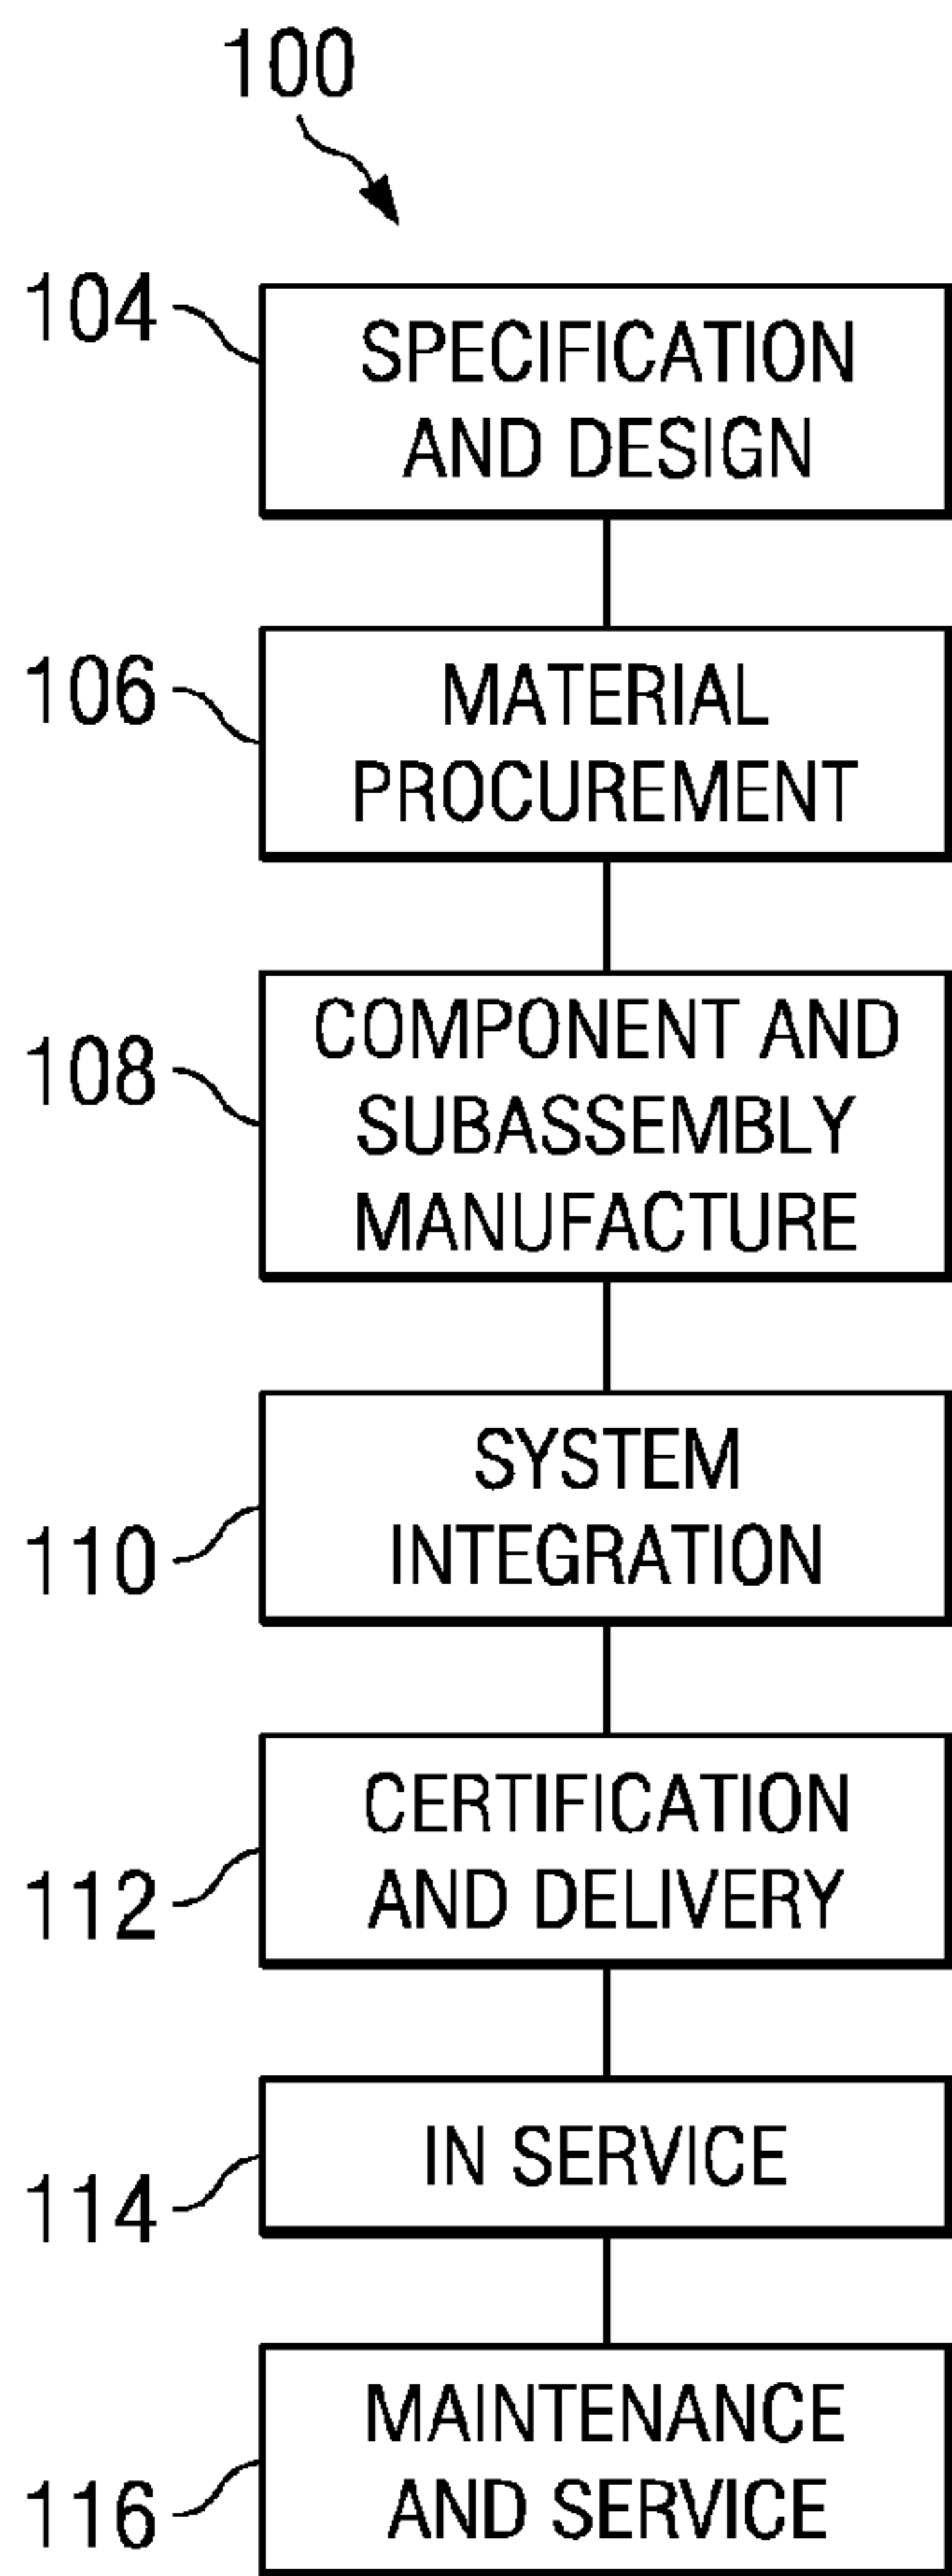 100
104
SPECIFICATION
AND DESIGN
106
MATERIAL
PROCUREMENT
108
COMPONENT AND
SUBASSEMBLY
MANUFACTURE
110
SYSTEM
INTEGRATION
112
CERTIFICATION
AND DELIVERY
114
IN SERVICE
116
MAINTENANCE
AND SERVICE